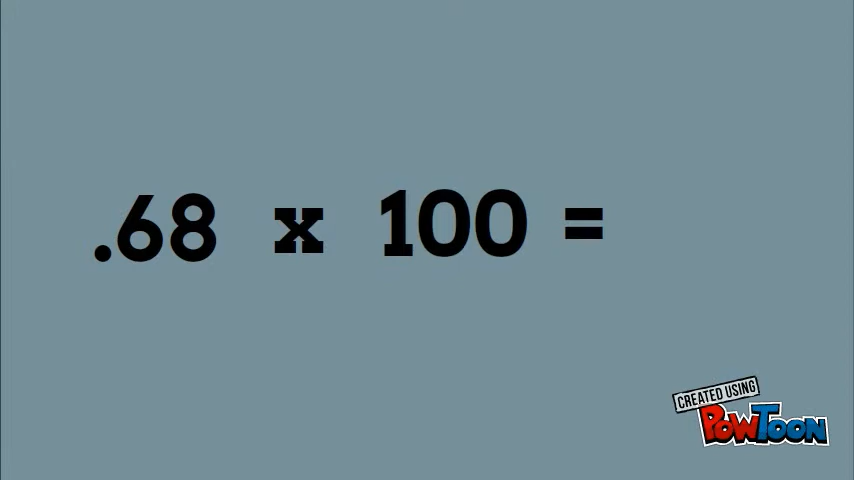 .68 x 100 =
CREATED USING
POWTOON